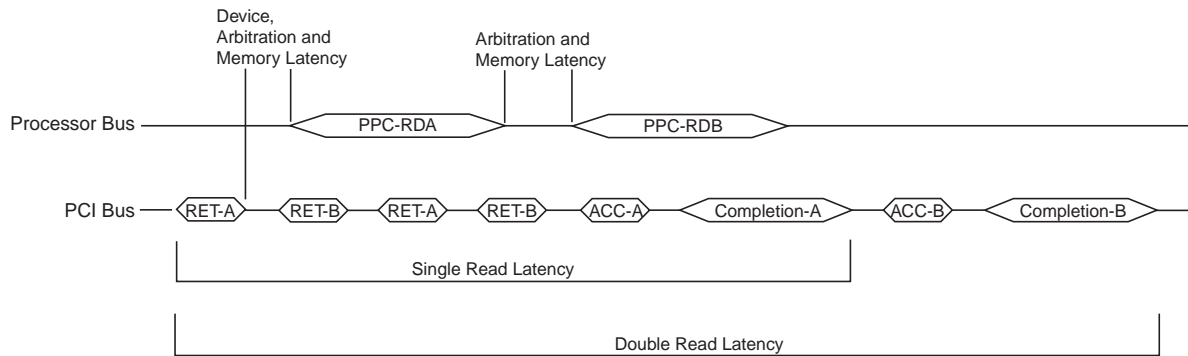 Device,
Arbitration and
Memory Latency
Arbitration and
Memory Latency
Processor Bus
PPC-RDA
PPC-RDB
PCI Bus
RET-A
RET-B
RET-A
RET-B
ACC-A
Completion-A
ACC-B
Completion-B
Single Read Latency
Double Read Latency